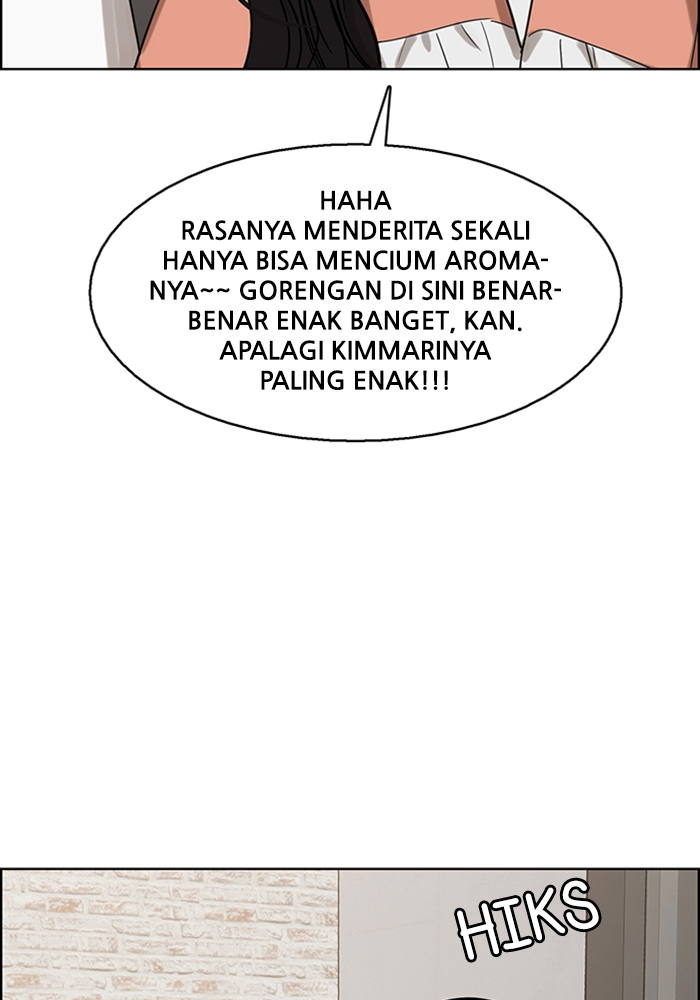 HAHA
RASANYA MENDERITA SEKALI
HANYA BISA MENCIUM AROMA-
NYA~~ GORENGAN DI SINI BENAR-
BENAR ENAK BANGET, KAN.
APALAGI KIMMARINYA
PALING ENAK!!!
HIKS